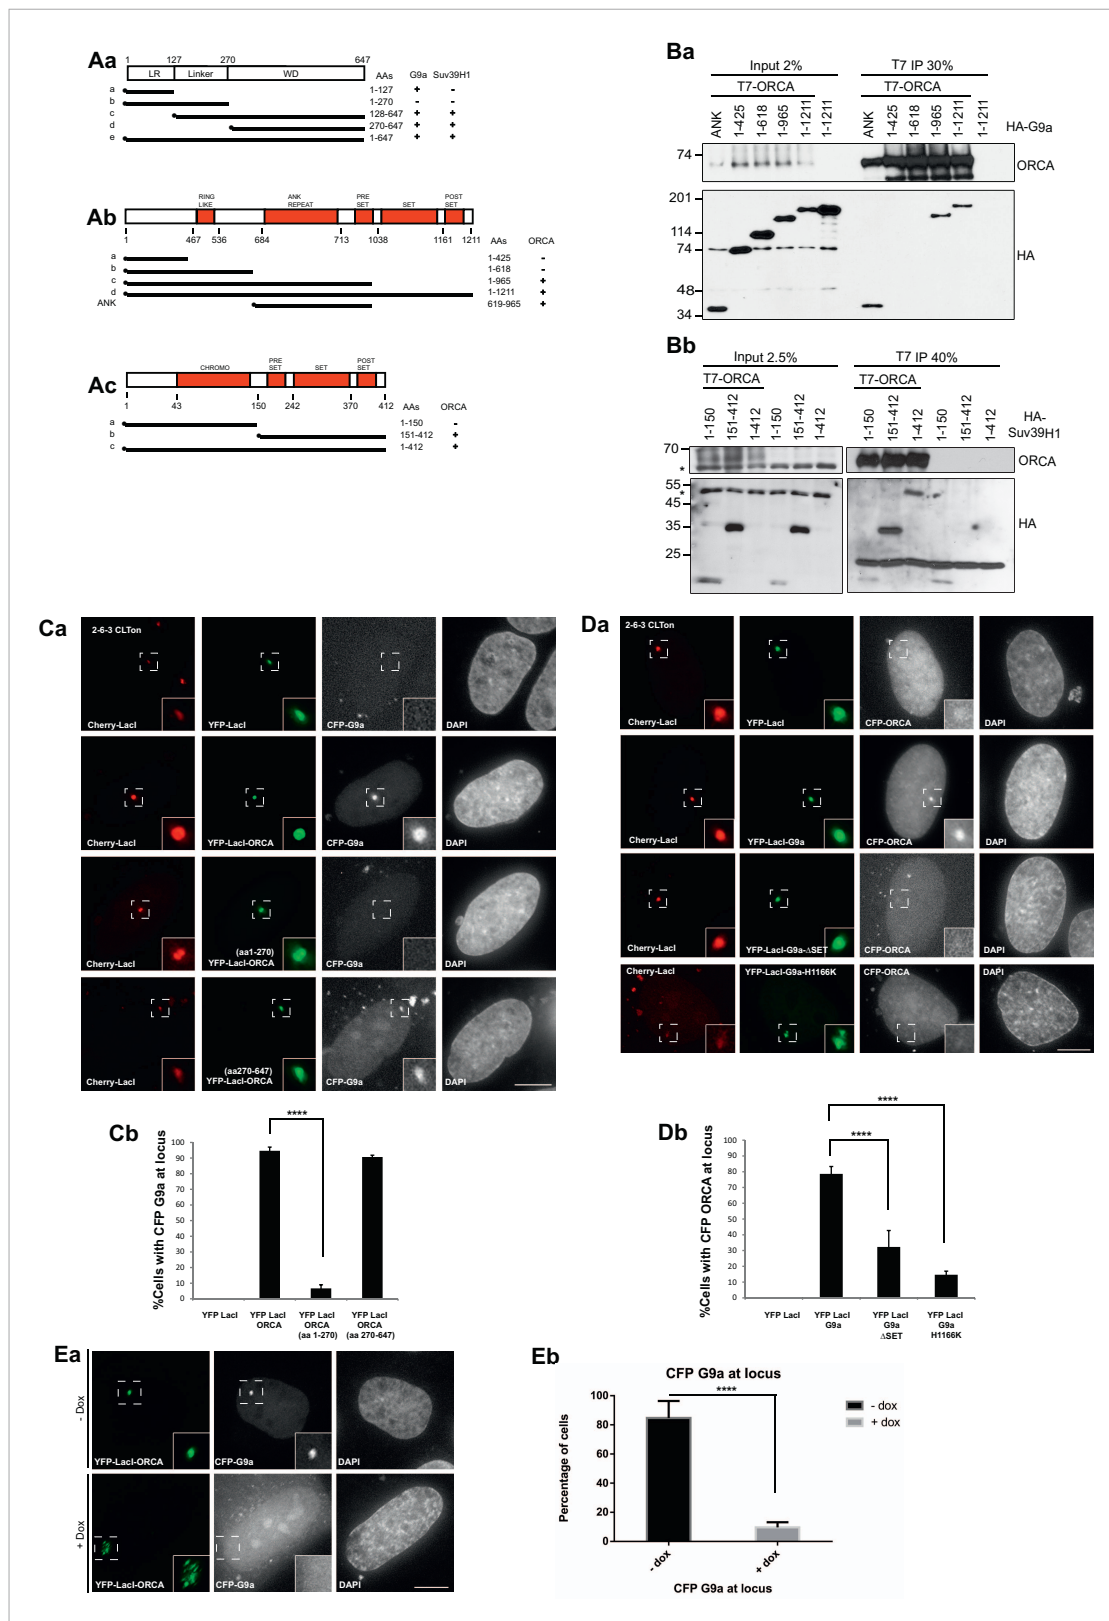 Aa
1 127 270 647
LR Linker WD AAs G9a Suv39H1
a 1-127 + -
b 1-270 - -
c 128-647 + +
d 270-647 + +
e 1-647 + +
Ab
RING LIKE
ANK REPEAT
PRE SET
SET
POST SET
1 467 536 684 713 1038 1161 1211 AAs ORCA
a 1-425 -
b 1-618 -
c 1-965 +
d 1-1211 +
ANK 619-965 +
Ac
CHROMO
PRE SET
SET
POST SET
1 43 150 242 370 412 AAs ORCA
a 1-150 -
b 151-412 +
c 1-412 +
Ba
Input 2% T7 IP 30%
T7-ORCA T7-ORCA
ANK 1-425 1-618 1-965 1-1211 1-1211 ANK 1-425 1-618 1-965 1-1211 1-1211 HA-G9a
74 ORCA
201
114
74
48
34
HA
Bb
Input 2.5% T7 IP 40%
T7-ORCA T7-ORCA
1-150 151-412 1-412 1-150 151-412 1-412 1-150 151-412 1-412 1-150 151-412 1-412 HA-Suv39H1
70
* ORCA
55
*
45
35
25
HA
Ca
2-6-3 CLTon
Cherry-LacI YFP-LacI CFP-G9a DAPI
Cherry-LacI YFP-LacI-ORCA CFP-G9a DAPI
(aa1-270)
Cherry-LacI YFP-LacI-ORCA CFP-G9a DAPI
(aa270-647)
Cherry-LacI YFP-LacI-ORCA CFP-G9a DAPI
Da
2-6-3 CLTon
Cherry-LacI YFP-LacI CFP-ORCA DAPI
Cherry-LacI YFP-LacI-G9a CFP-ORCA DAPI
Cherry-LacI YFP-LacI-G9a-ΔSET CFP-ORCA DAPI
Cherry-LacI YFP-LacI-G9a-H1166K CFP-ORCA DAPI
Cb
%Cells with CFP G9a at locus
100
90
80
70
60
50
40
30
20
10
0
****
YFP LacI
YFP LacI ORCA
YFP LacI ORCA (aa 1-270)
YFP LacI ORCA (aa 270-647)
Db
%Cells with CFP ORCA at locus
100
90
80
70
60
50
40
30
20
10
0
****
****
YFP LacI
YFP LacI G9a
YFP LacI G9a ΔSET
YFP LacI G9a H1166K
Ea
- Dox
YFP-LacI-ORCA CFP-G9a DAPI
+ Dox
YFP-LacI-ORCA CFP-G9a DAPI
Eb
CFP G9a at locus
Percentage of cells
100
80
60
40
20
0
****
- dox
+ dox
- dox + dox
CFP G9a at locus